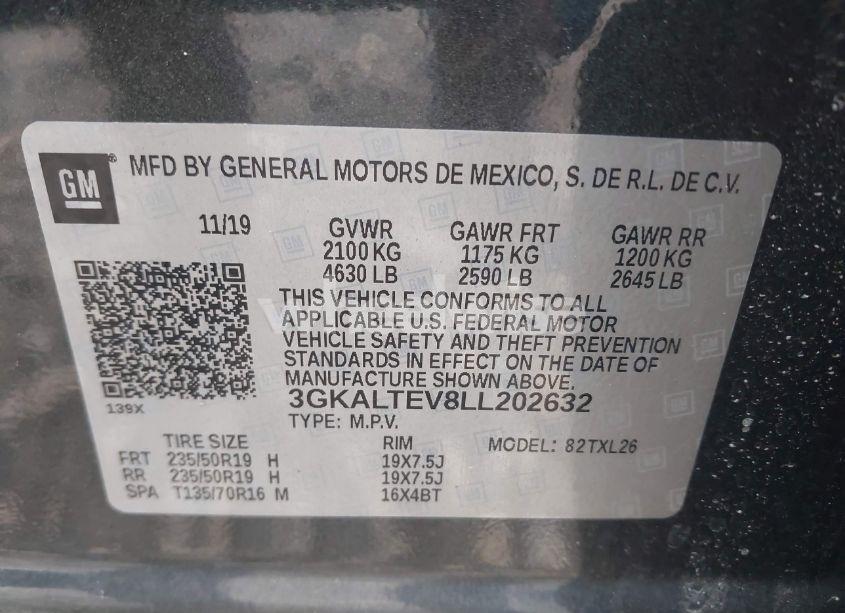 GM
MFD BY GENERAL MOTORS DE MEXICO, S. DE R.L. DE C.V.
11/19
GVWR GAWR FRT GAWR RR
2100 KG 1175 KG 1200 KG
4630 LB 2590 LB 2645 LB
THIS VEHICLE CONFORMS TO ALL
APPLICABLE U.S. FEDERAL MOTOR
VEHICLE SAFETY AND THEFT PREVENTION
STANDARDS IN EFFECT ON THE DATE OF
MANUFACTURE SHOWN ABOVE.
139X
3GKALTEV8LL202632
TYPE: M.P.V.
TIRE SIZE RIM MODEL: 82TXL26
FRT 235/50R19 H 19X7.5J
RR 235/50R19 H 19X7.5J
SPA T135/70R16 M 16X4BT